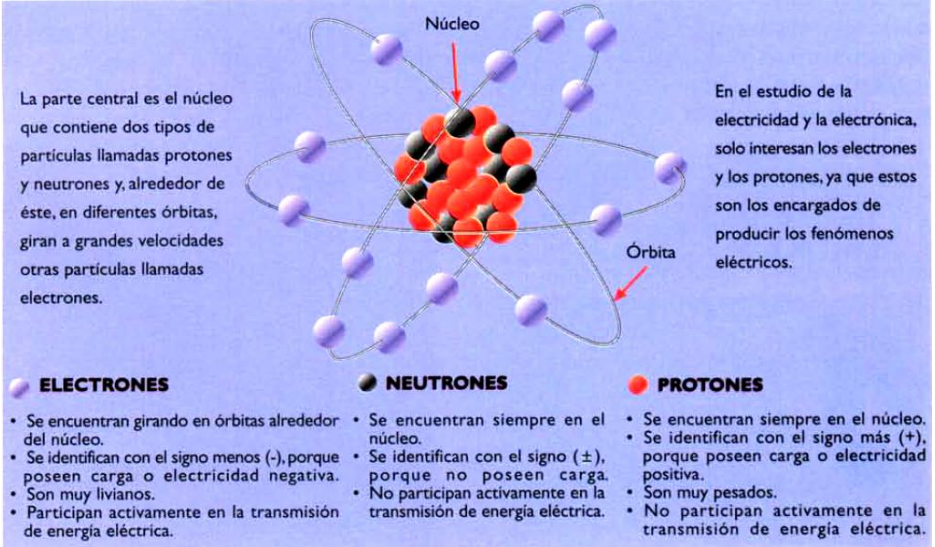 Núcleo
La parte central es el núcleo
que contiene dos tipos de
partículas llamadas protones
y neutrones y, alrededor de
éste, en diferentes órbitas,
giran a grandes velocidades
otras partículas llamadas
electrones.
En el estudio de la
electricidad y la electrónica,
solo interesan los electrones
y los protones, ya que estos
son los encargados de
producir los fenómenos
eléctricos.
Órbita
ELECTRONES
• Se encuentran girando en órbitas alrededor
del núcleo.
• Se identifican con el signo menos (-), porque
poseen carga o electricidad negativa.
• Son muy livianos.
• Participan activamente en la transmisión
de energía eléctrica.
NEUTRONES
• Se encuentran siempre en el
núcleo.
• Se identifican con el signo (±),
porque no poseen carga.
• No participan activamente en la
transmisión de energía eléctrica.
PROTONES
• Se encuentran siempre en el núcleo.
• Se identifican con el signo más (+),
porque poseen carga o electricidad
positiva.
• Son muy pesados.
• No participan activamente en la
transmisión de energía eléctrica.